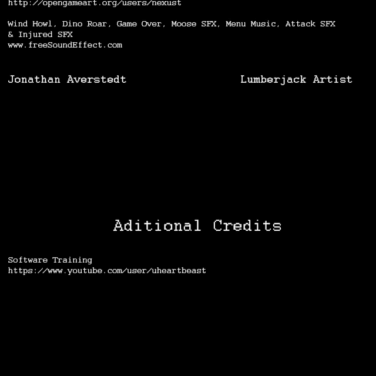 http://opengameart.org/users/nexust
Wind Howl, Dino Roar, Game Over, Moose SFX, Menu Music, Attack SFX
& Injured SFX
www.freeSoundEffect.com
Jonathan Averstedt Lumberjack Artist
Aditional Credits
Software Training
https://www.youtube.com/user/uheartbeast